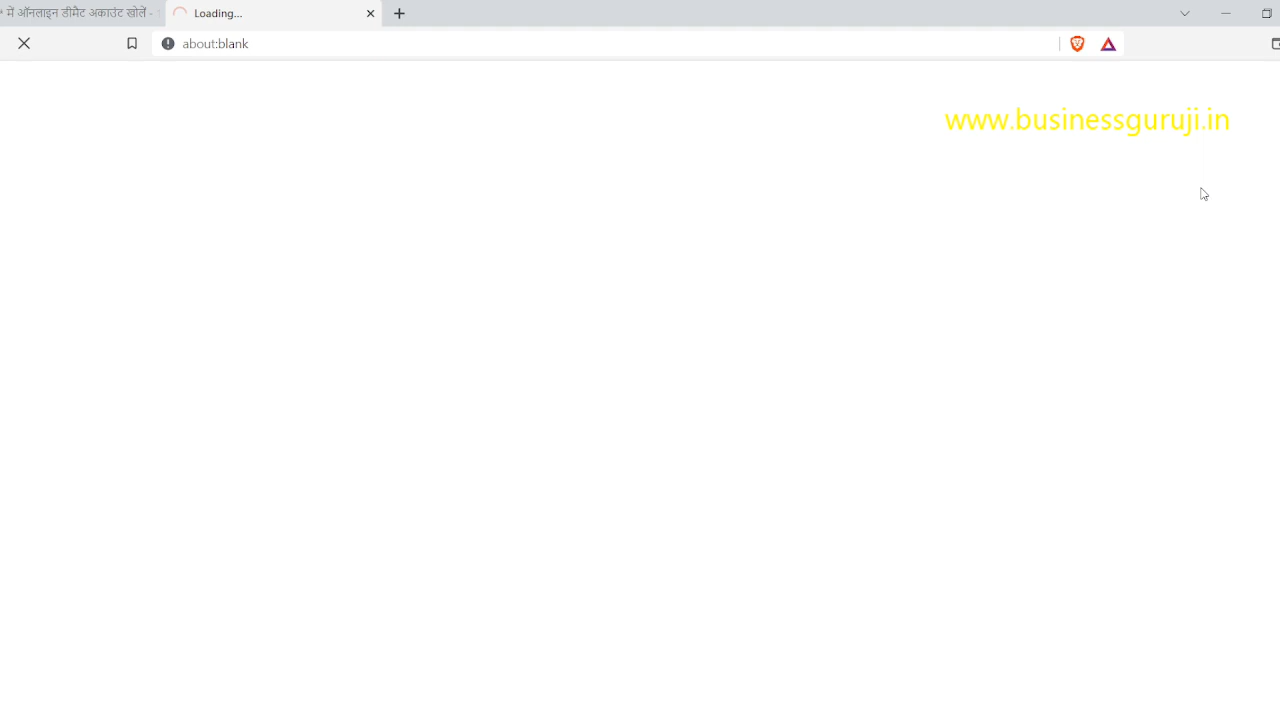 में ऑनलाइन डीमैट अकाउंट खोलें -
Loading...
about:blank
www.businessguruji.in